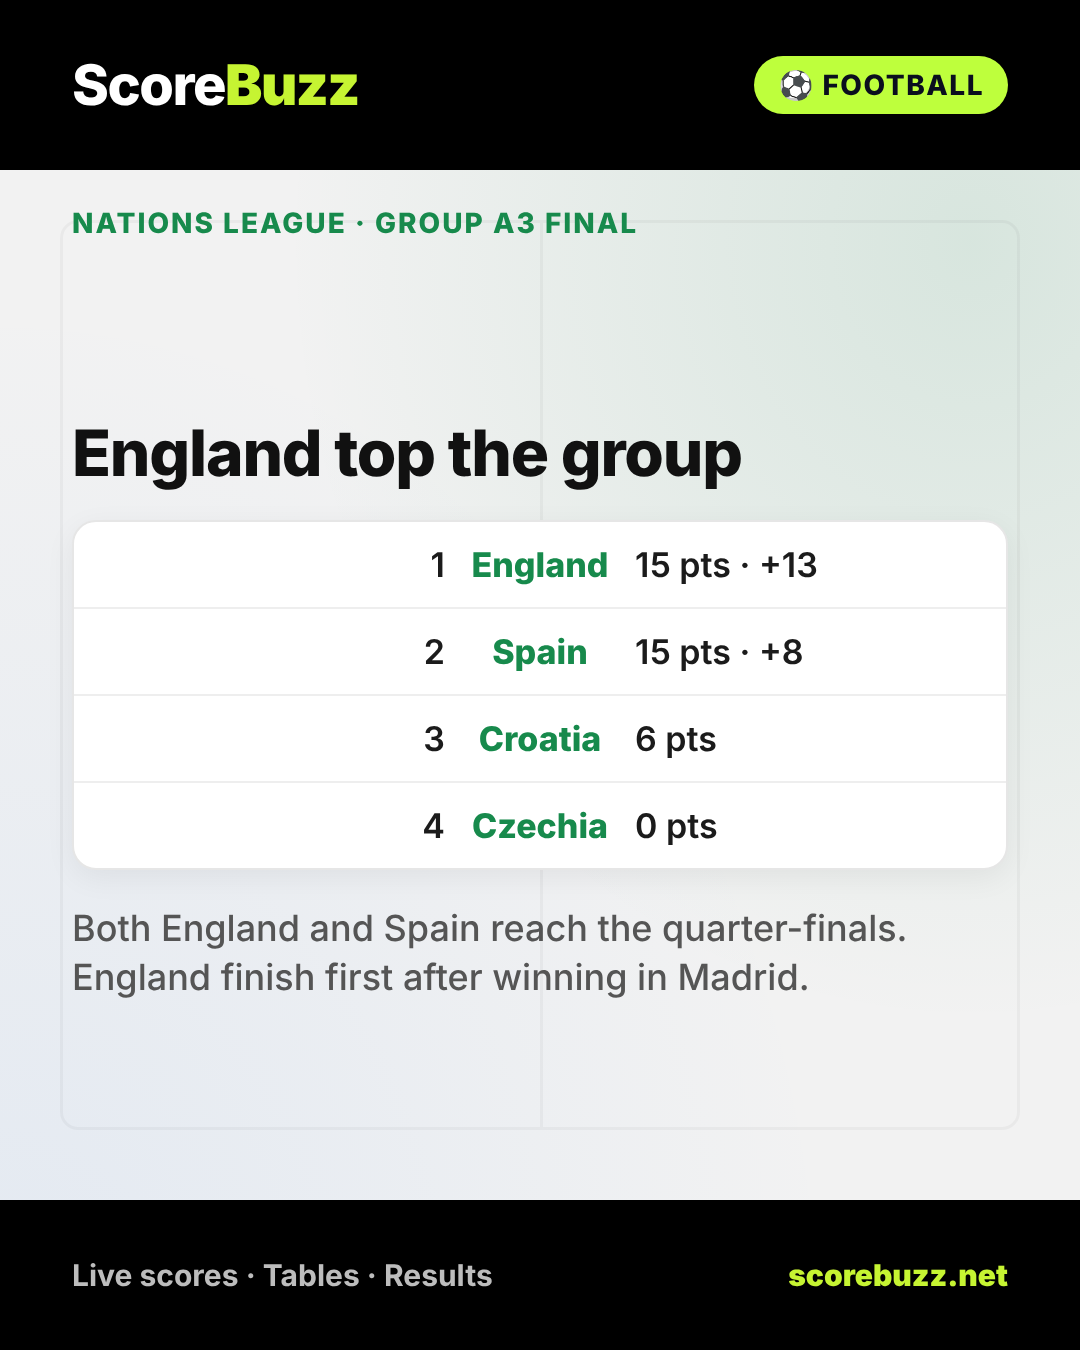 ScoreBuzz
⚽ FOOTBALL
NATIONS LEAGUE · GROUP A3 FINAL
England top the group
1 England 15 pts · +13
2 Spain 15 pts · +8
3 Croatia 6 pts
4 Czechia 0 pts
Both England and Spain reach the quarter-finals.
England finish first after winning in Madrid.
Live scores · Tables · Results
scorebuzz.net